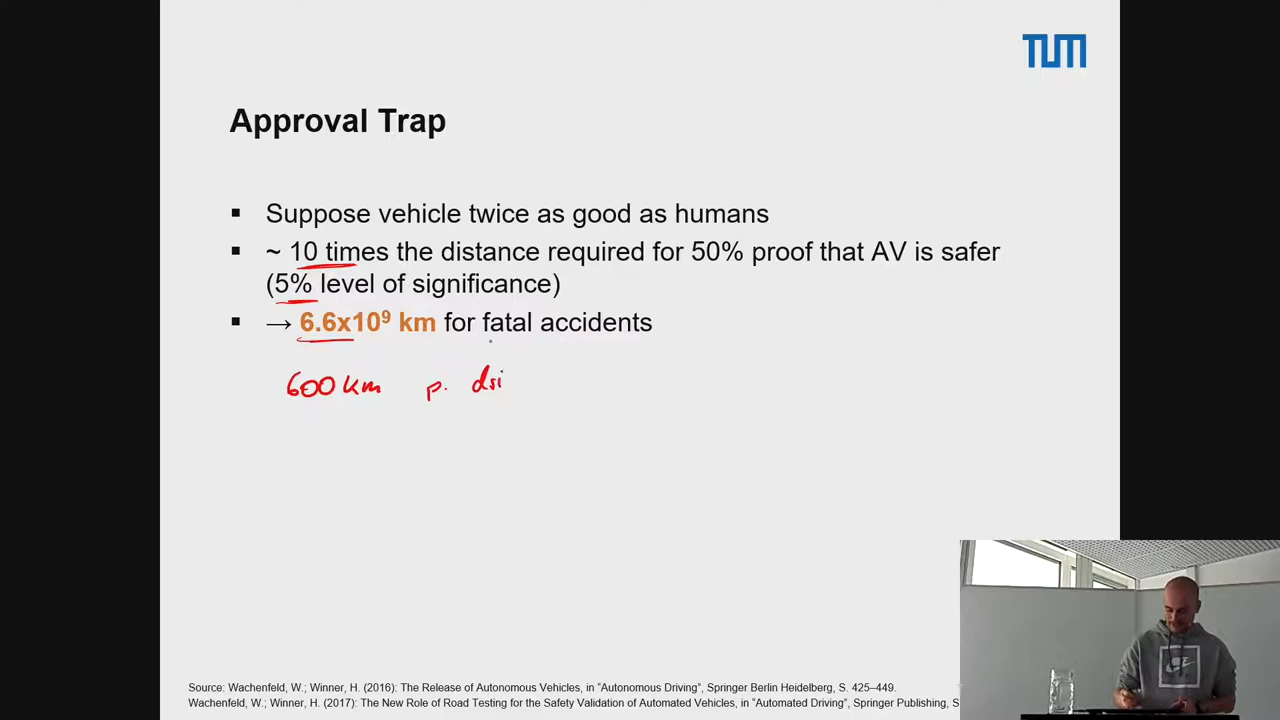 TUM
Approval Trap
▪ Suppose vehicle twice as good as humans
▪ ~ 10 times the distance required for 50% proof that AV is safer
(5% level of significance)
▪ → 6.6x10⁹ km for fatal accidents
600 km p. dri
Source: Wachenfeld, W.; Winner, H. (2016): The Release of Autonomous Vehicles, in "Autonomous Driving", Springer Berlin Heidelberg, S. 425–449.
Wachenfeld, W.; Winner, H. (2017): The New Role of Road Testing for the Safety Validation of Automated Vehicles, in "Automated Driving", Springer Publishing, S